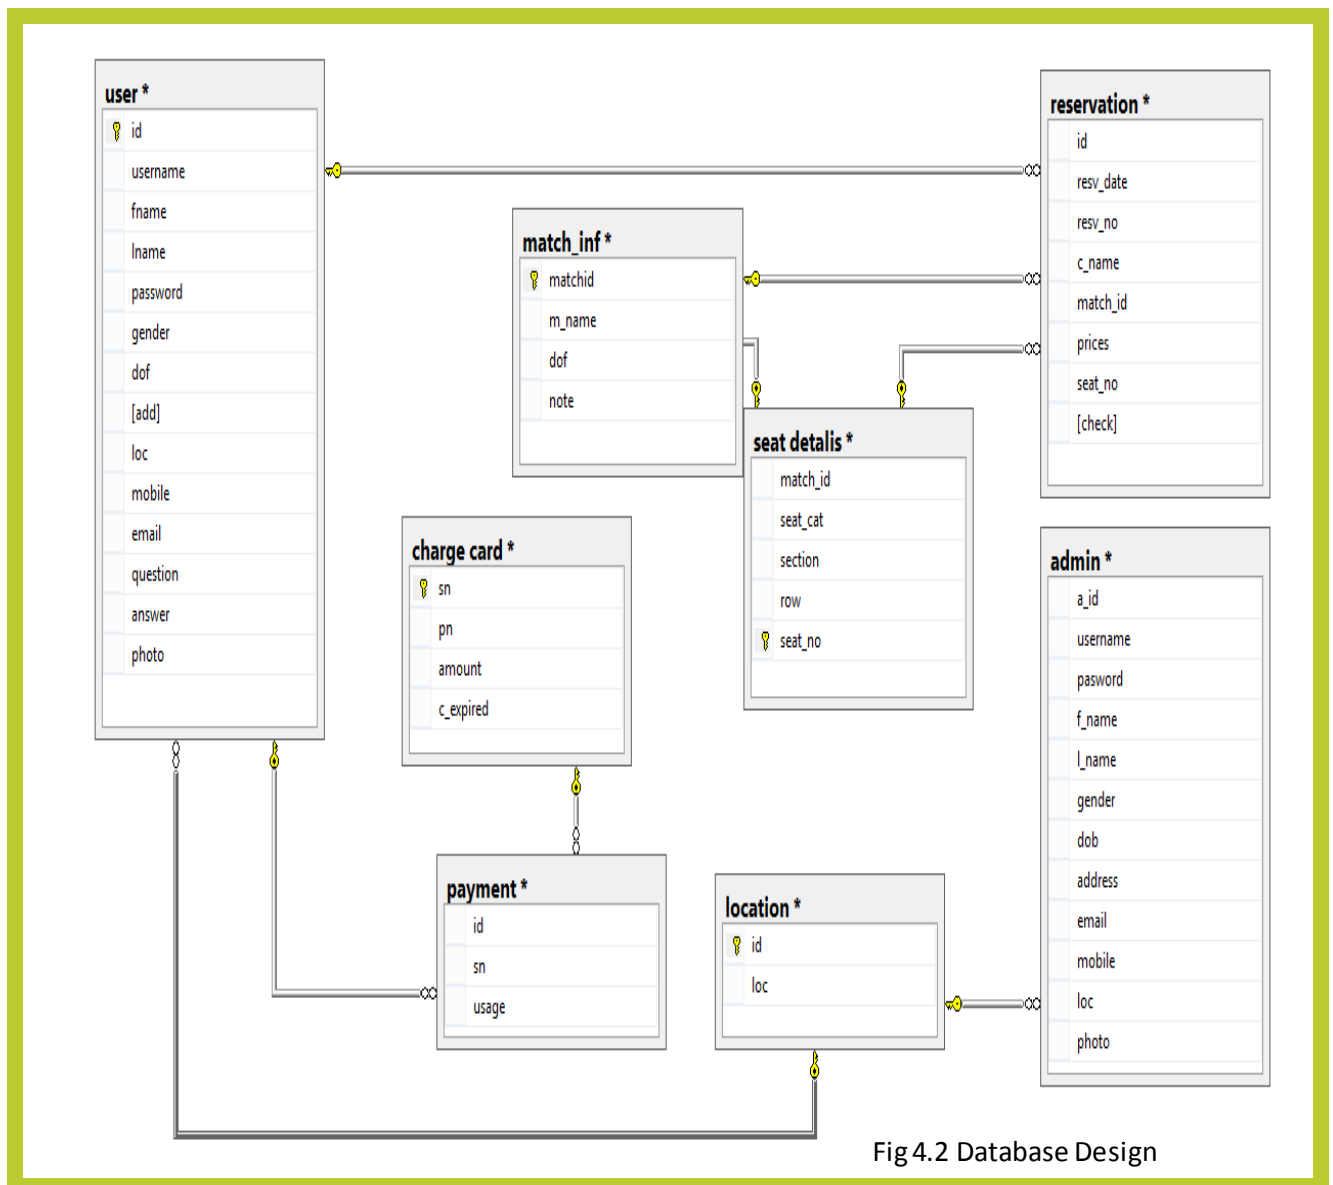 user *
id
username
fname
lname
password
gender
dof
[add]
loc
mobile
email
question
answer
photo
match_inf *
matchid
m_name
dof
note
reservation *
id
resv_date
resv_no
c_name
match_id
prices
seat_no
[check]
seat detalis *
match_id
seat_cat
section
row
seat_no
charge card *
sn
pn
amount
c_expired
admin *
a_id
username
pasword
f_name
l_name
gender
dob
address
email
mobile
loc
photo
payment *
id
sn
usage
location *
id
loc
Fig 4.2 Database Design